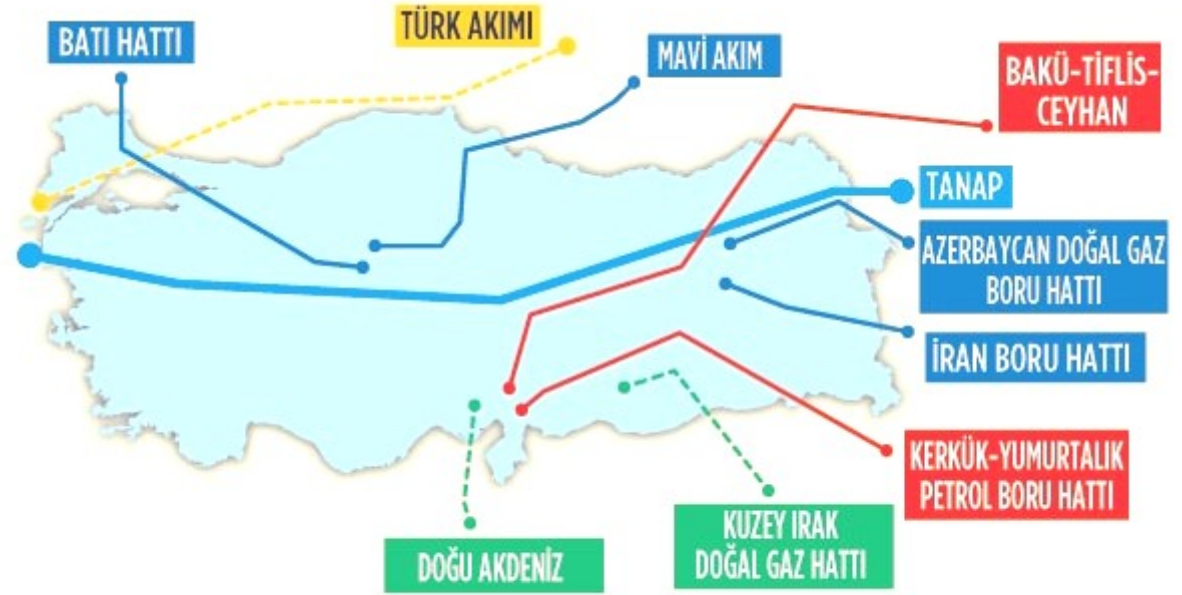 TÜRK AKIMI
BATI HATTI
MAVİ AKIM
BAKÜ-TİFLİS-
CEYHAN
TANAP
AZERBAYCAN DOĞAL GAZ
BORU HATTI
İRAN BORU HATTI
KERKÜK-YUMURTALIK
PETROL BORU HATTI
KUZEY IRAK
DOĞAL GAZ HATTI
DOĞU AKDENİZ